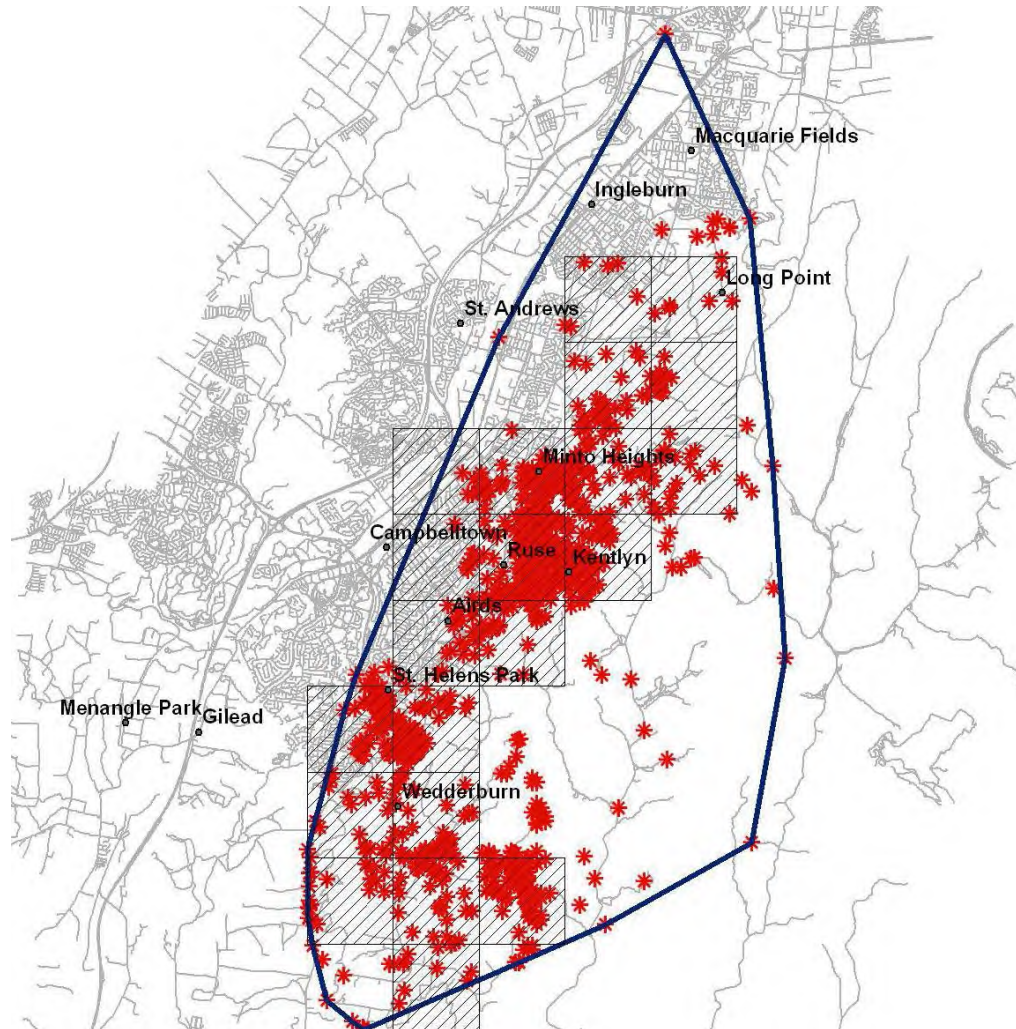 Macquarie Fields
Ingleburn
Long Point
St. Andrews
Minto Heights
Campbelltown
Ruse
Kentlyn
Airds
St. Helens Park
Menangle Park
Gilead
Wedderburn